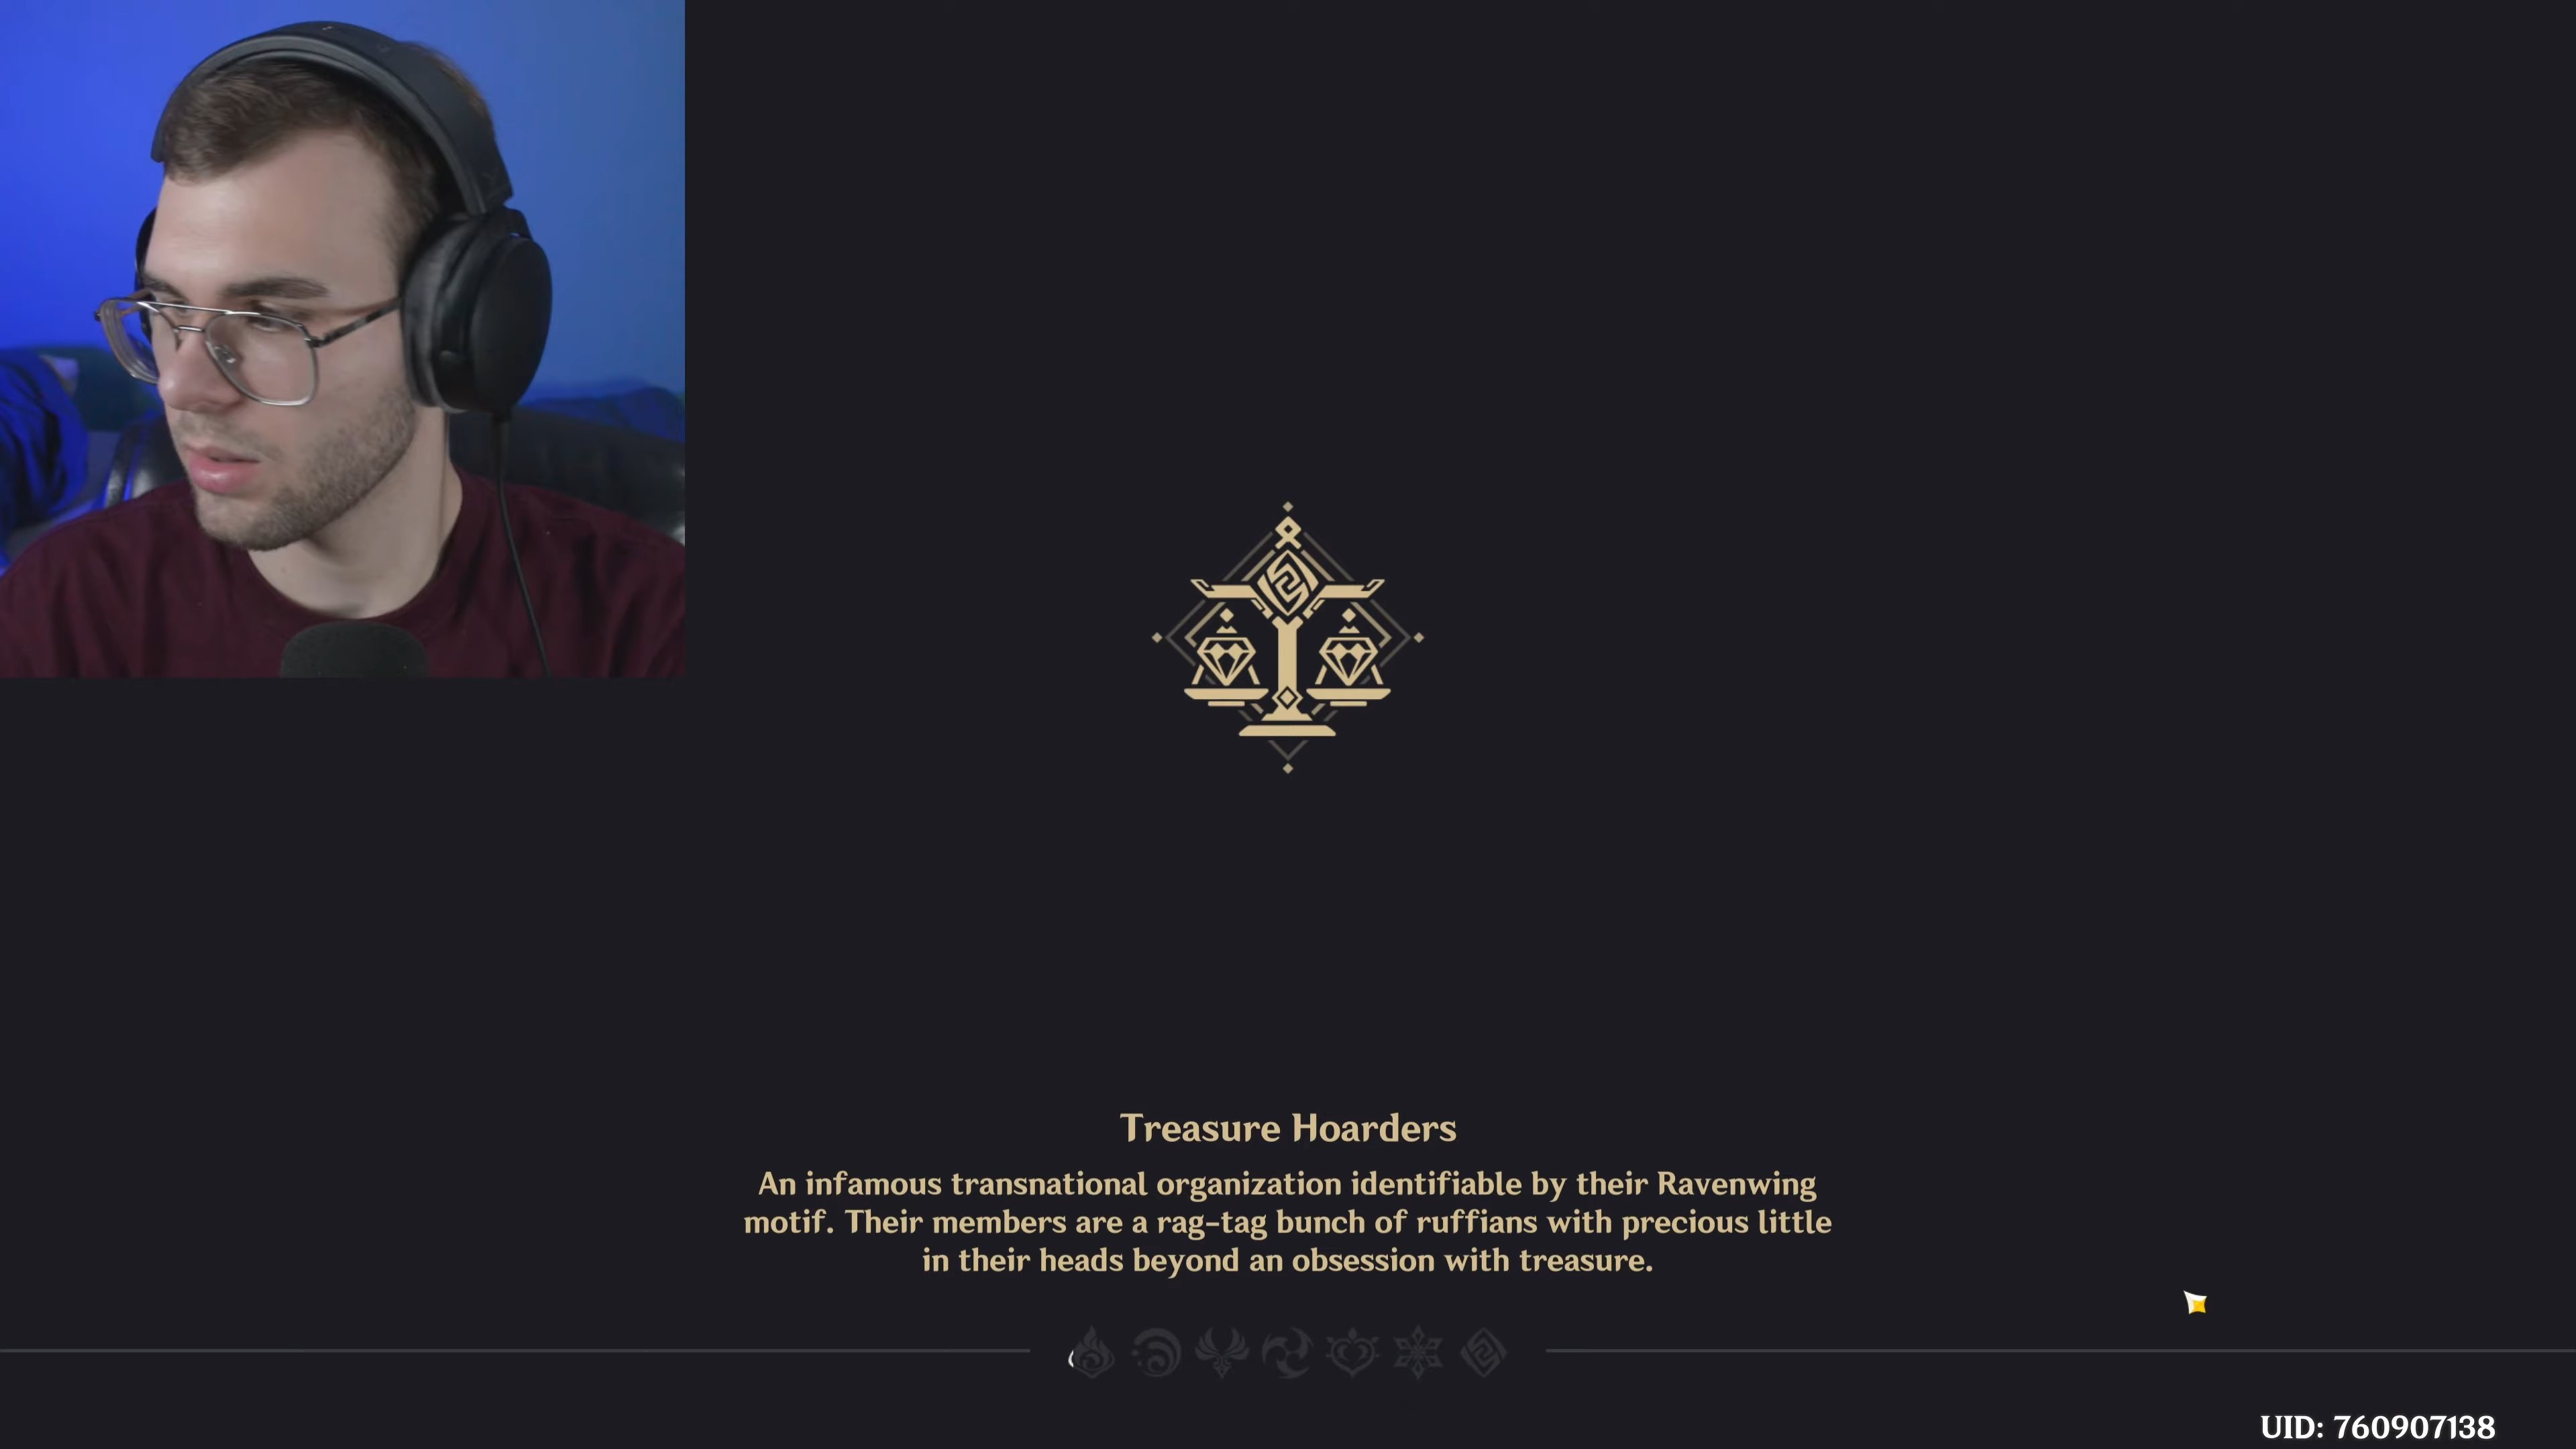 Treasure Hoarders
An infamous transnational organization identifiable by their Ravenwing
motif. Their members are a rag-tag bunch of ruffians with precious little
in their heads beyond an obsession with treasure.
UID: 760907138